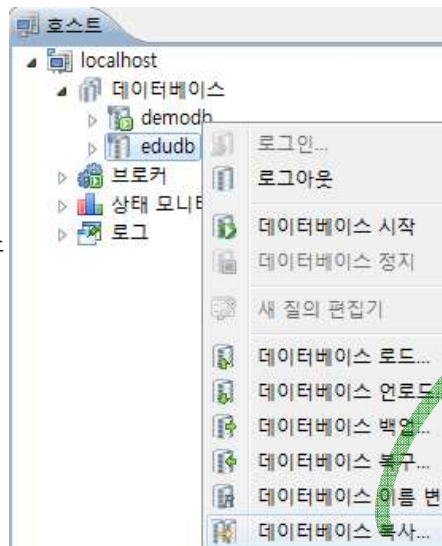 호스트
localhost
데이터베이스
demodb
edudb
브로커
상태 모니터
로그
로그인...
로그아웃
데이터베이스 시작
데이터베이스 정지
새 질의 편집기
데이터베이스 로드...
데이터베이스 언로드
데이터베이스 백업...
데이터베이스 복구...
데이터베이스 이름 변
데이터베이스 복사...